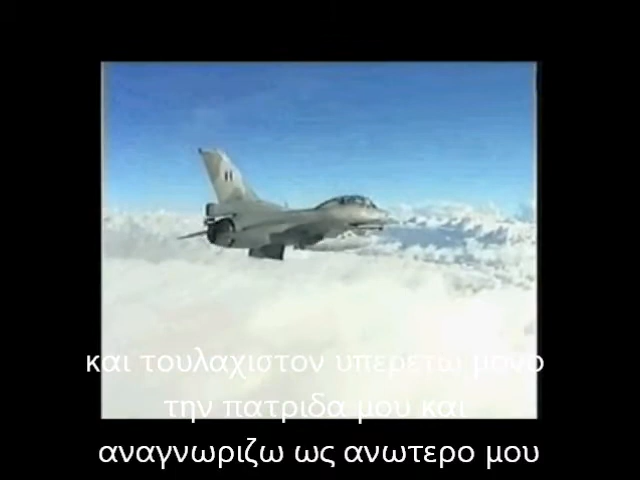 και τουλαχιστον υπερετω μονο
την πατριδα μου και
αναγνωριζω ως ανωτερο μου